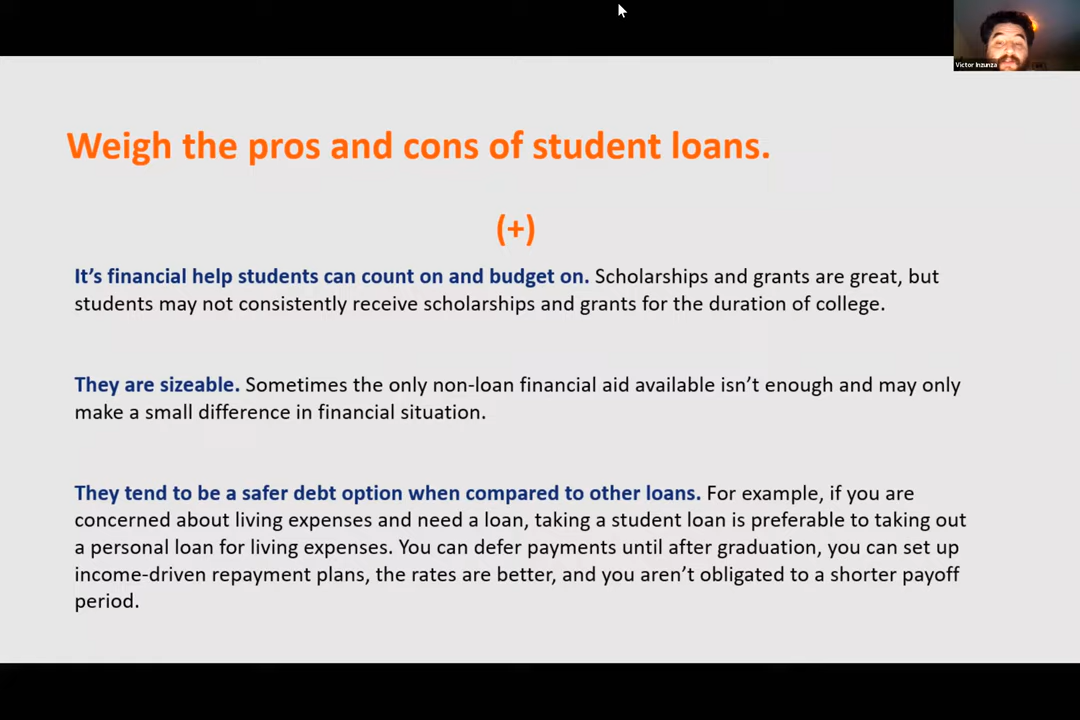 Victor Inzunza
Weigh the pros and cons of student loans.
(+)
It’s financial help students can count on and budget on. Scholarships and grants are great, but
students may not consistently receive scholarships and grants for the duration of college.
They are sizeable. Sometimes the only non-loan financial aid available isn’t enough and may only
make a small difference in financial situation.
They tend to be a safer debt option when compared to other loans. For example, if you are
concerned about living expenses and need a loan, taking a student loan is preferable to taking out
a personal loan for living expenses. You can defer payments until after graduation, you can set up
income-driven repayment plans, the rates are better, and you aren’t obligated to a shorter payoff
period.